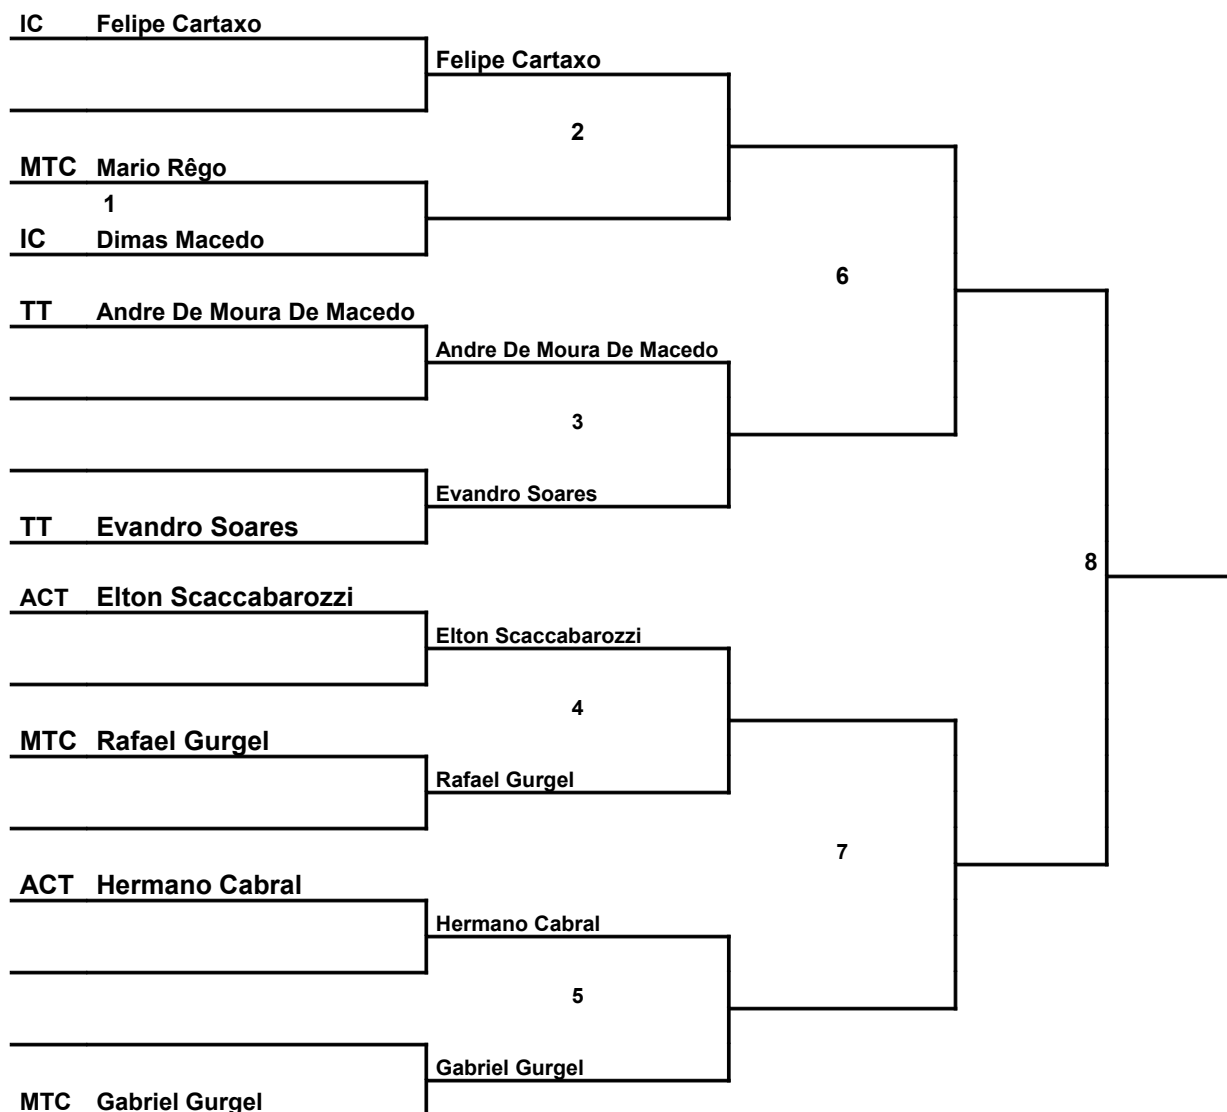 IC Felipe Cartaxo
Felipe Cartaxo
2
MTC Mario Rêgo
1
IC Dimas Macedo
6
TT Andre De Moura De Macedo
Andre De Moura De Macedo
3
Evandro Soares
TT Evandro Soares
8
ACT Elton Scaccabarozzi
Elton Scaccabarozzi
4
MTC Rafael Gurgel
Rafael Gurgel
7
ACT Hermano Cabral
Hermano Cabral
5
Gabriel Gurgel
MTC Gabriel Gurgel